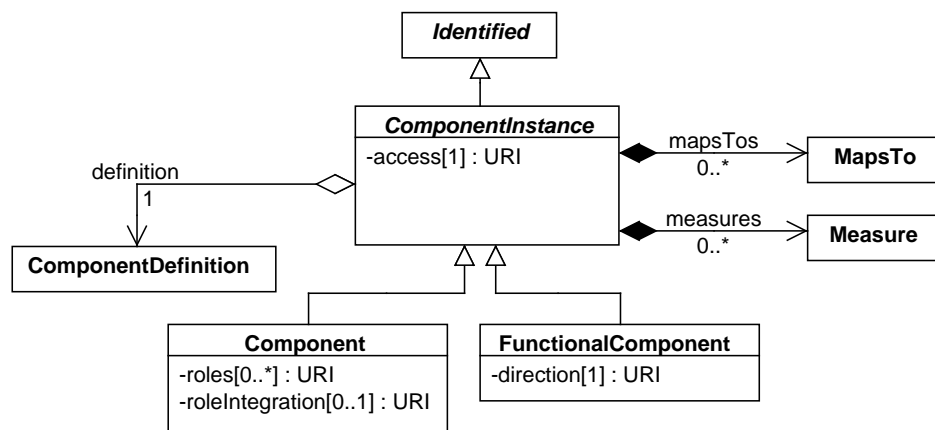 Identified
ComponentInstance
-access[1] : URI
mapsTos
0..*
MapsTo
definition
1
measures
0..*
Measure
ComponentDefinition
Component
-roles[0..*] : URI
-roleIntegration[0..1] : URI
FunctionalComponent
-direction[1] : URI